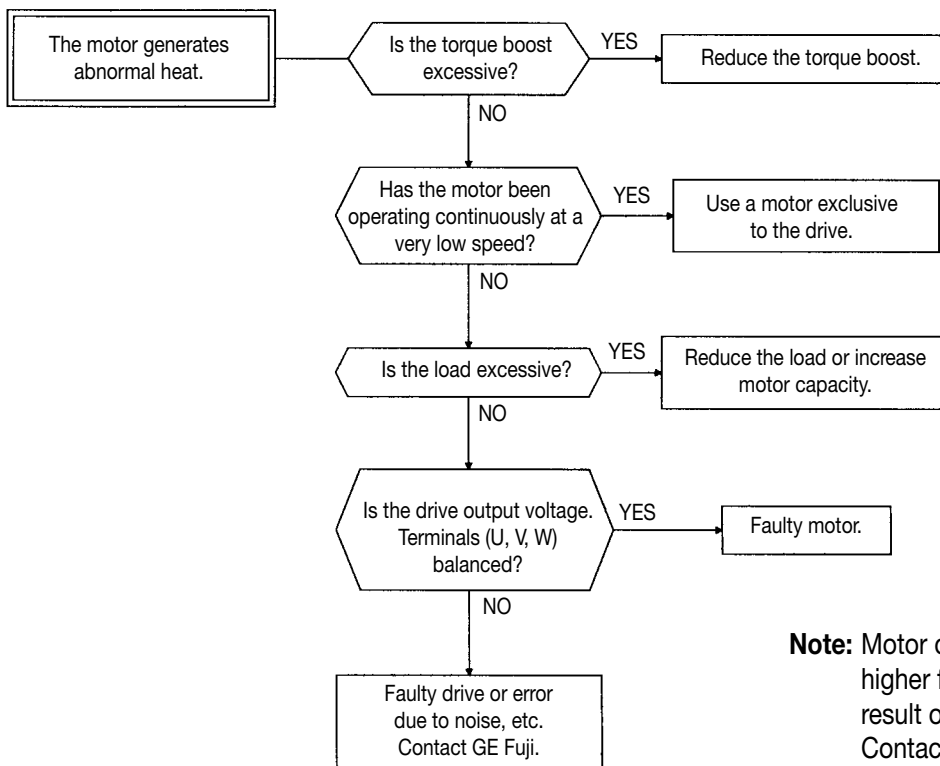 The motor generates
abnormal heat.
Is the torque boost
excessive?
YES
Reduce the torque boost.
NO
Has the motor been
operating continuously at a
very low speed?
YES
Use a motor exclusive
to the drive.
NO
Is the load excessive?
YES
Reduce the load or increase
motor capacity.
NO
Is the drive output voltage.
Terminals (U, V, W)
balanced?
YES
Faulty motor.
NO
Faulty drive or error
due to noise, etc.
Contact GE Fuji.
Note: Motor
higher
result
Contac